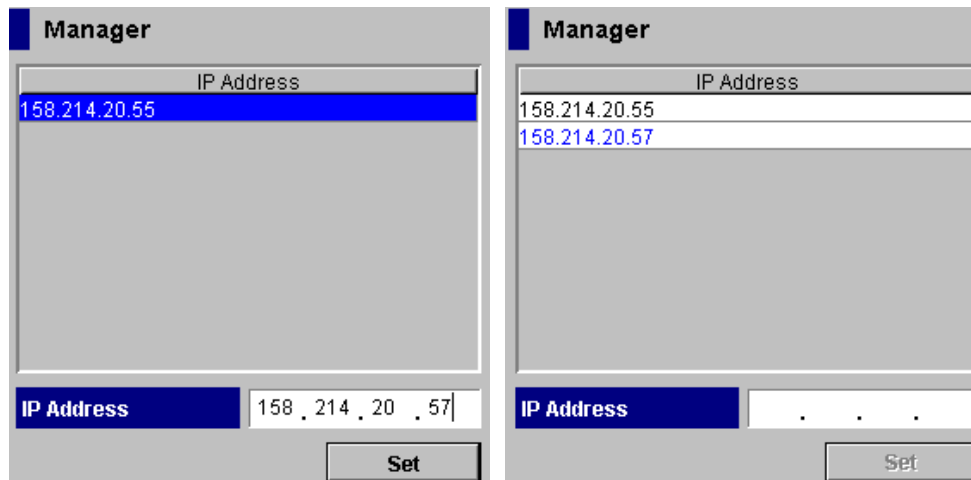 Manager
IP Address
158.214.20.55
IP Address
158 . 214 . 20 . 57
Set
Manager
IP Address
158.214.20.55
158.214.20.57
IP Address
. . .
Set